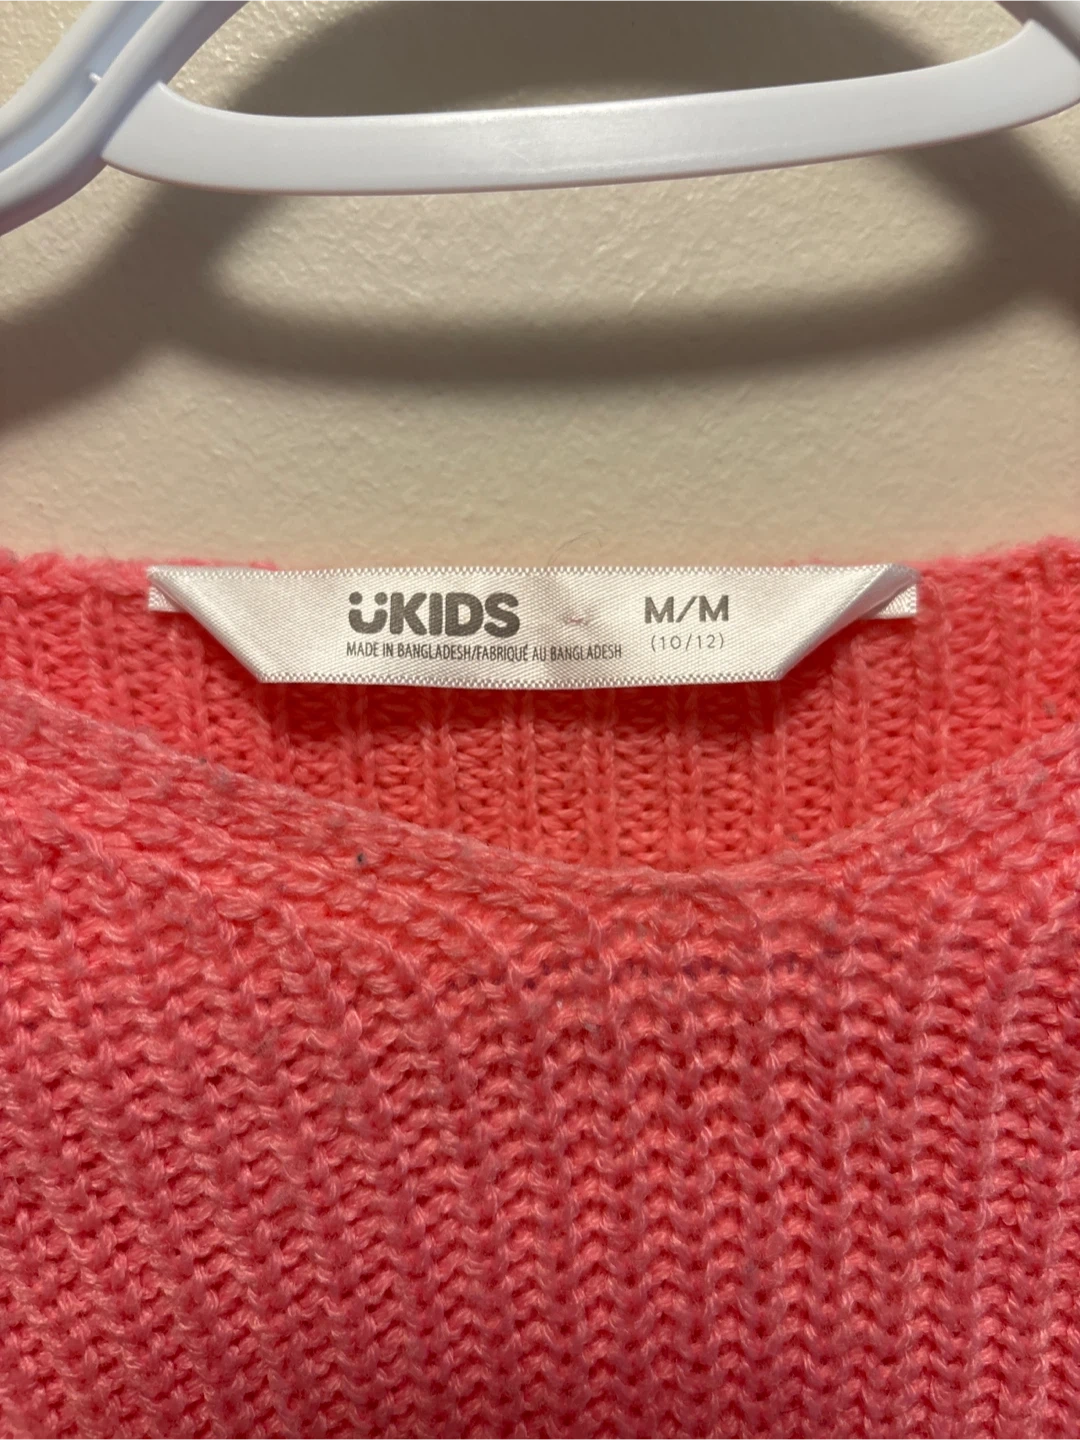 ÜKIDS
MADE IN BANGLADESH/FABRIQUÉ AU BANGLADESH
M/M
(10/12)